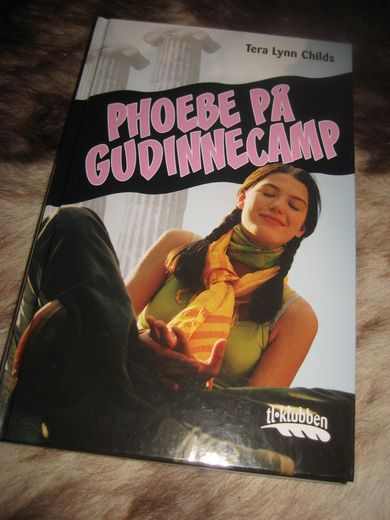 Tera Lynn Childs
PHOEBE PÅ
GUDINNECAMP
tl•klubben